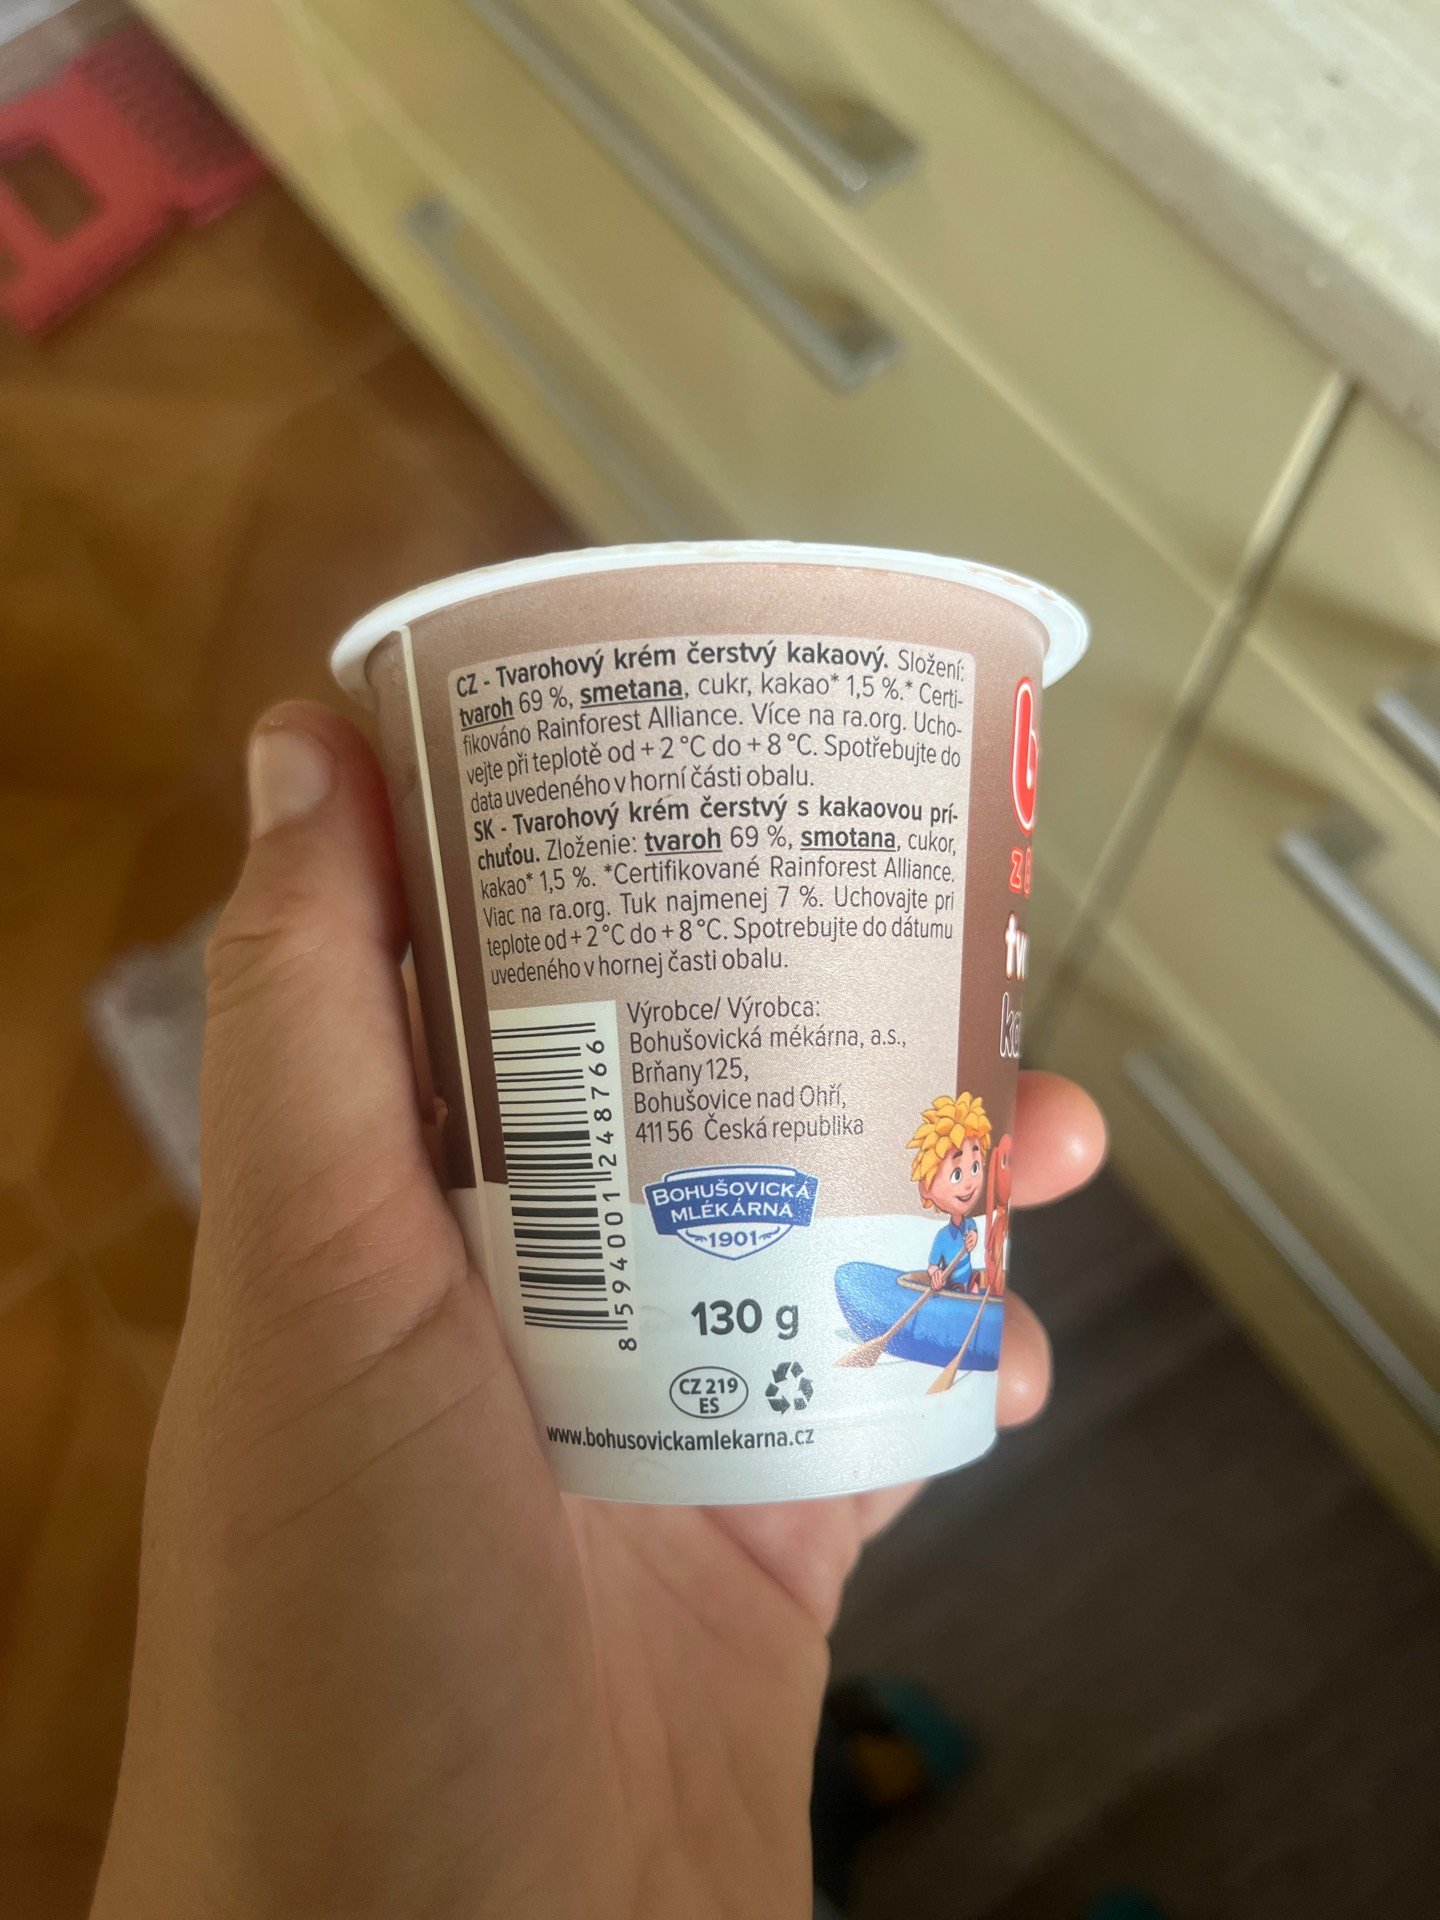 CZ - Tvarohový krém čerstvý kakaový. Složení:
tvaroh 69 %, smetana, cukr, kakao* 1,5 %.* Certi-
fikováno Rainforest Alliance. Více na ra.org. Ucho-
vejte při teplotě od + 2 °C do + 8 °C. Spotřebujte do
data uvedeného v horní části obalu.
SK - Tvarohový krém čerstvý s kakaovou prí-
chuťou. Zloženie: tvaroh 69 %, smotana, cukor,
kakao* 1,5 %. *Certifikované Rainforest Alliance.
Viac na ra.org. Tuk najmenej 7 %. Uchovajte pri
teplote od + 2 °C do + 8 °C. Spotrebujte do dátumu
uvedeného v hornej časti obalu.
Výrobce/ Výrobca:
Bohušovická mékárna, a.s.,
Brňany 125,
Bohušovice nad Ohří,
411 56 Česká republika
8 594001 248766
BOHUŠOVICKÁ
MLÉKÁRNA
1901
130 g
CZ 219
ES
www.bohusovickamlekarna.cz